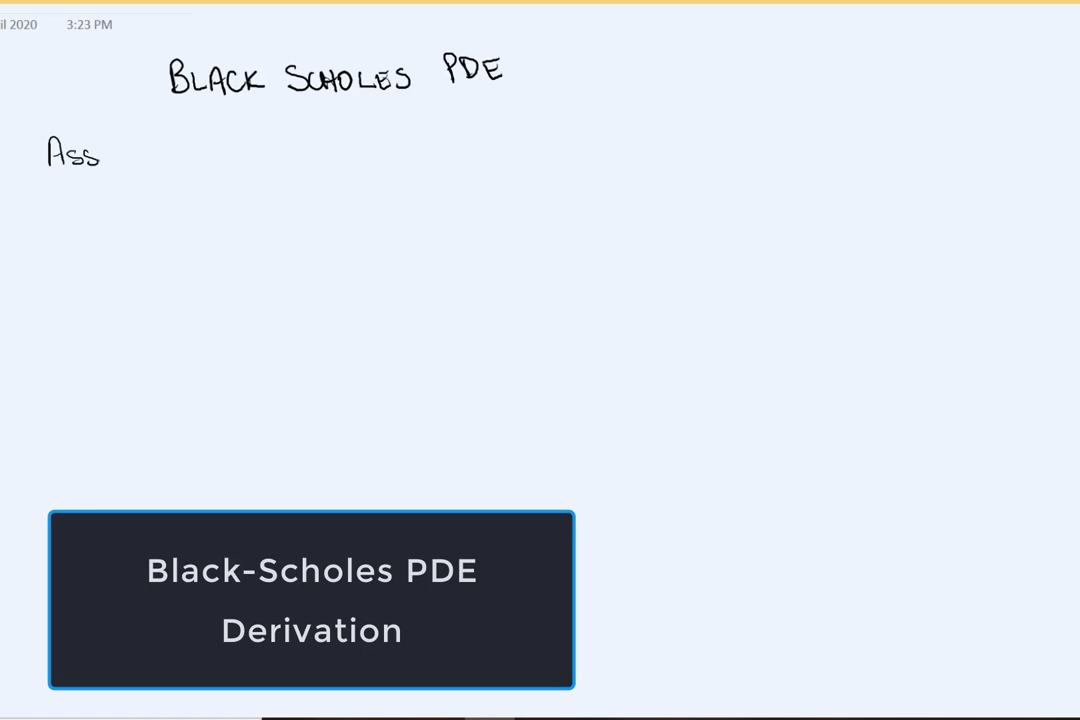 il 2020 3:23 PM
BLACK SCHOLES PDE
Ass
Black-Scholes PDE
Derivation